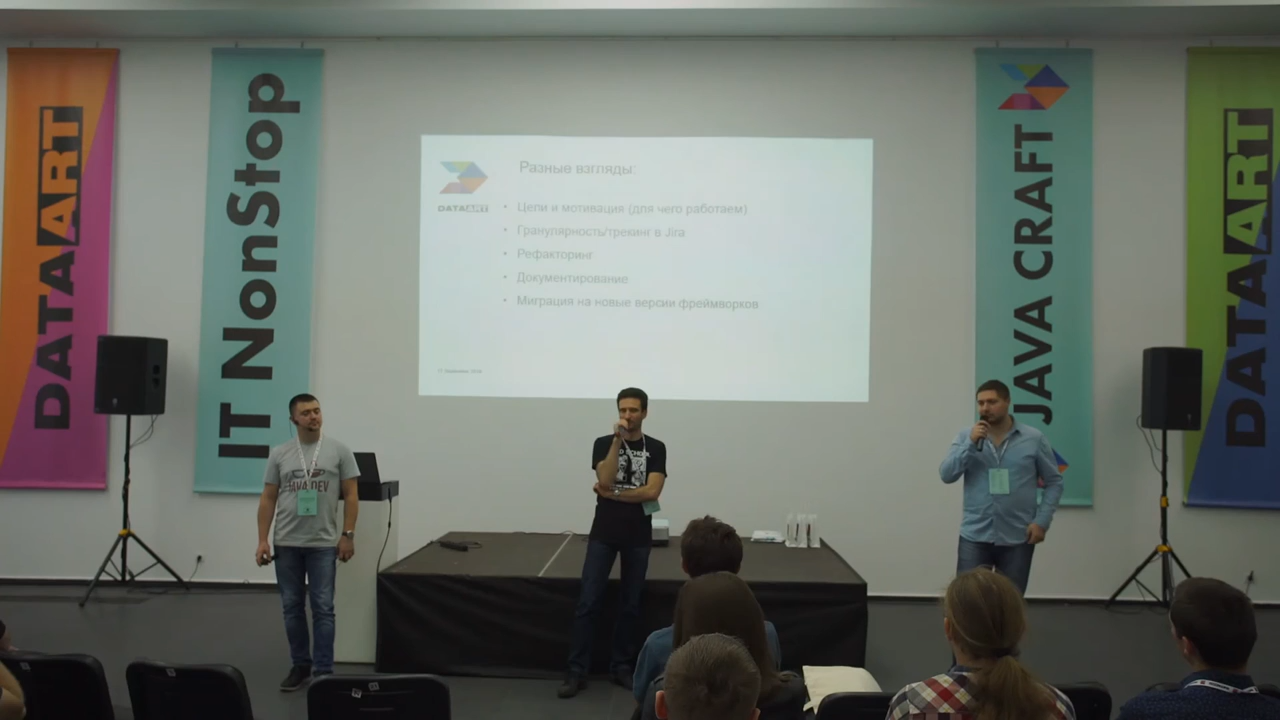 DATAART
IT NonStop
JAVA CRAFT
DATAART
DATAART
Разные взгляды:
• Цели и мотивация (для чего работаем)
• Гранулярность/трекинг в Jira
• Рефакторинг
• Документирование
• Миграция на новые версии фреймворков
JAVA DEV
SCHOOL